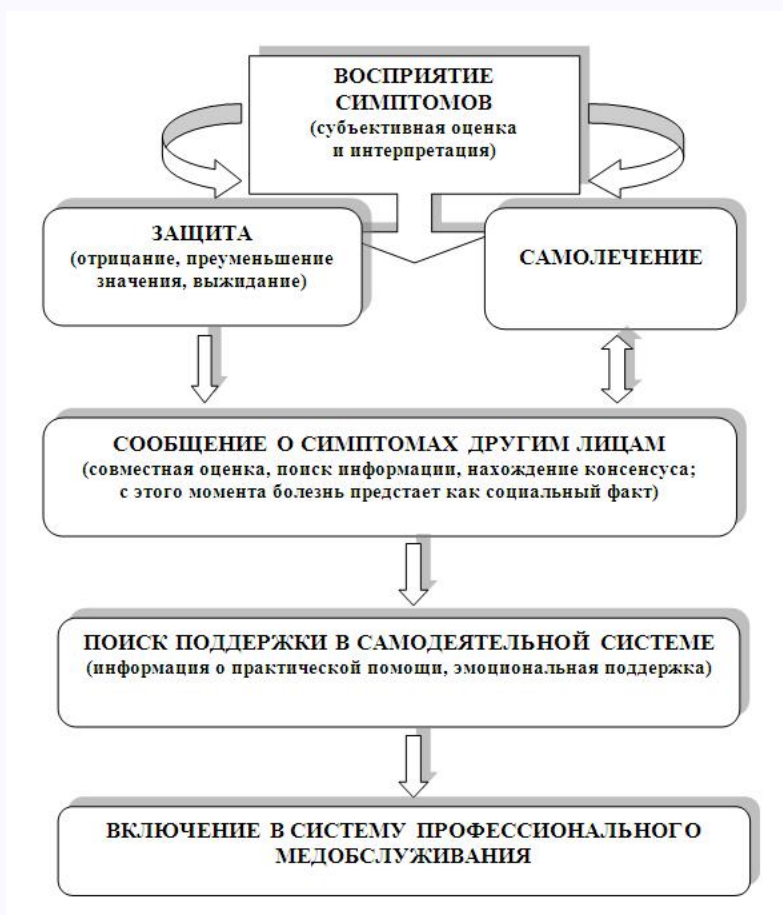 ВОСПРИЯТИЕ
СИМПТОМОВ
(субъективная оценка
и интерпретация)
ЗАЩИТА
(отрицание, преуменьшение
значения, выжидание)
САМОЛЕЧЕНИЕ
СООБЩЕНИЕ О СИМПТОМАХ ДРУГИМ ЛИЦАМ
(совместная оценка, поиск информации, нахождение консенсуса;
с этого момента болезнь предстает как социальный факт)
ПОИСК ПОДДЕРЖКИ В САМОДЕЯТЕЛЬНОЙ СИСТЕМЕ
(информация о практической помощи, эмоциональная поддержка)
ВКЛЮЧЕНИЕ В СИСТЕМУ ПРОФЕССИОНАЛЬНОГО
МЕДОБСЛУЖИВАНИЯ